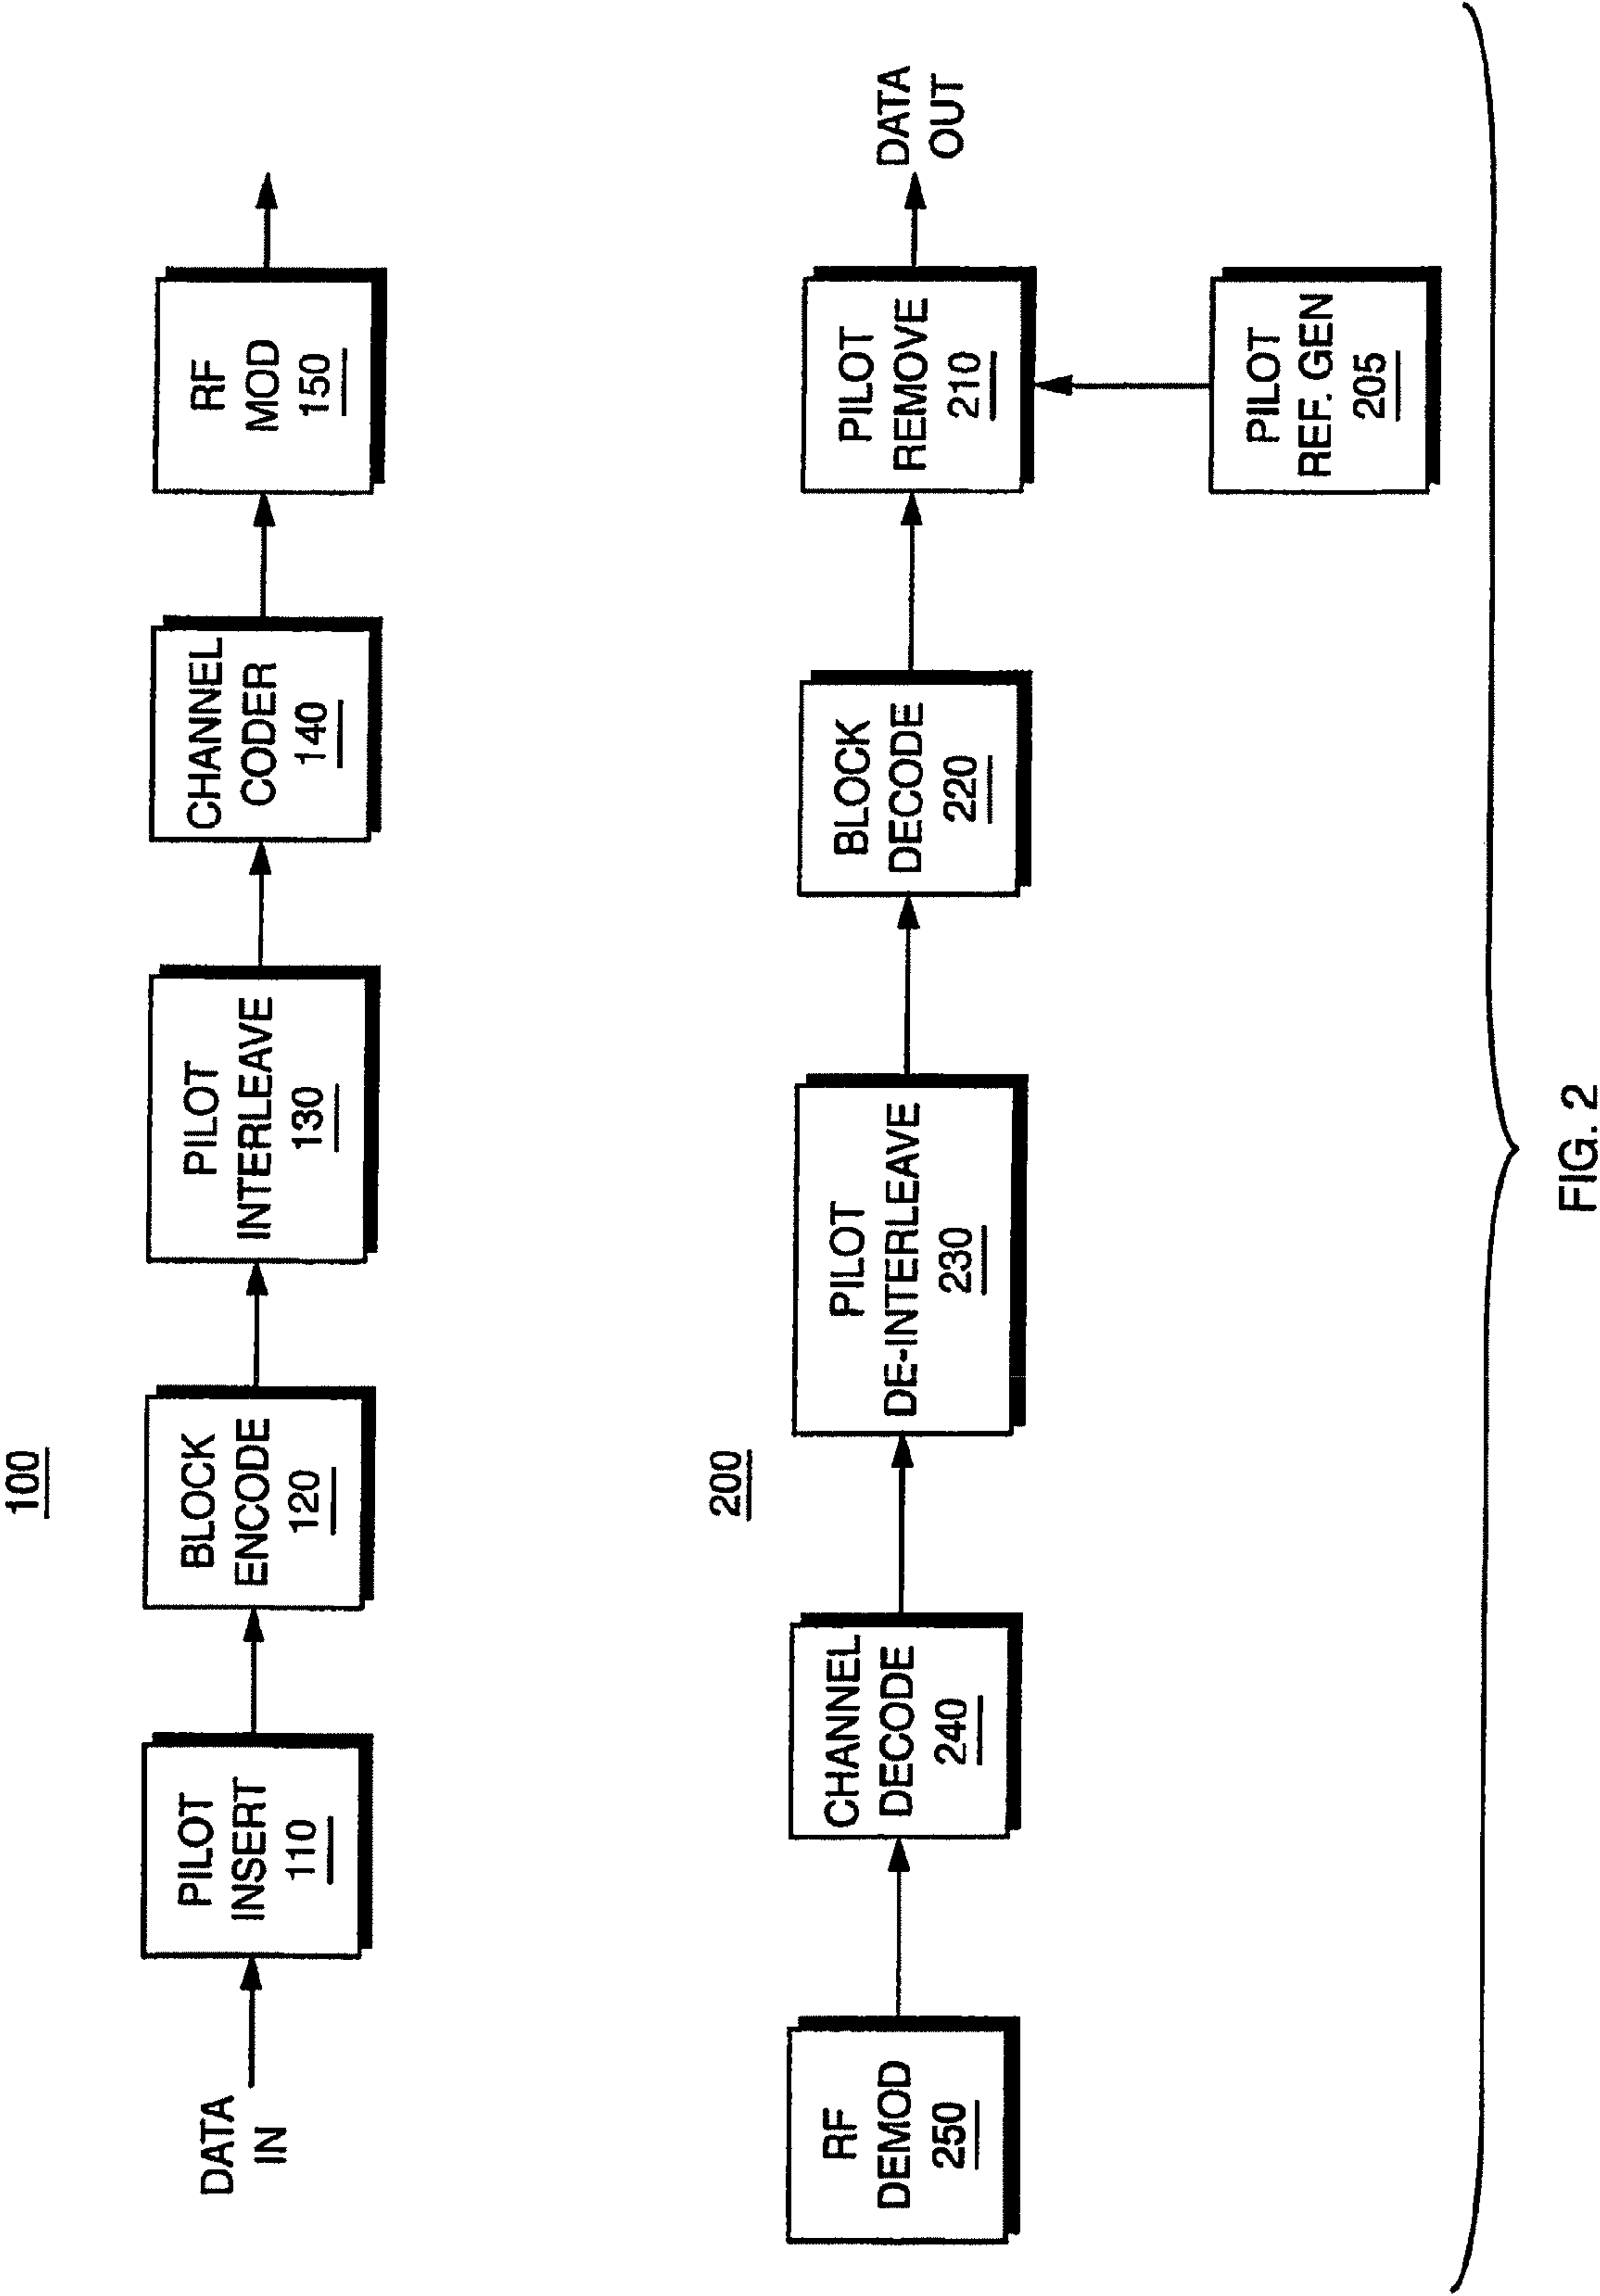 100
DATA
IN
PILOT
INSERT
110
BLOCK
ENCODE
120
PILOT
INTERLEAVE
130
CHANNEL
CODER
140
RF
MOD
150
200
RF
DEMOD
250
CHANNEL
DECODE
240
PILOT
DE-INTERLEAVE
230
BLOCK
DECODE
220
PILOT
REMOVE
210
DATA
OUT
PILOT
REF. GEN
205
FIG. 2